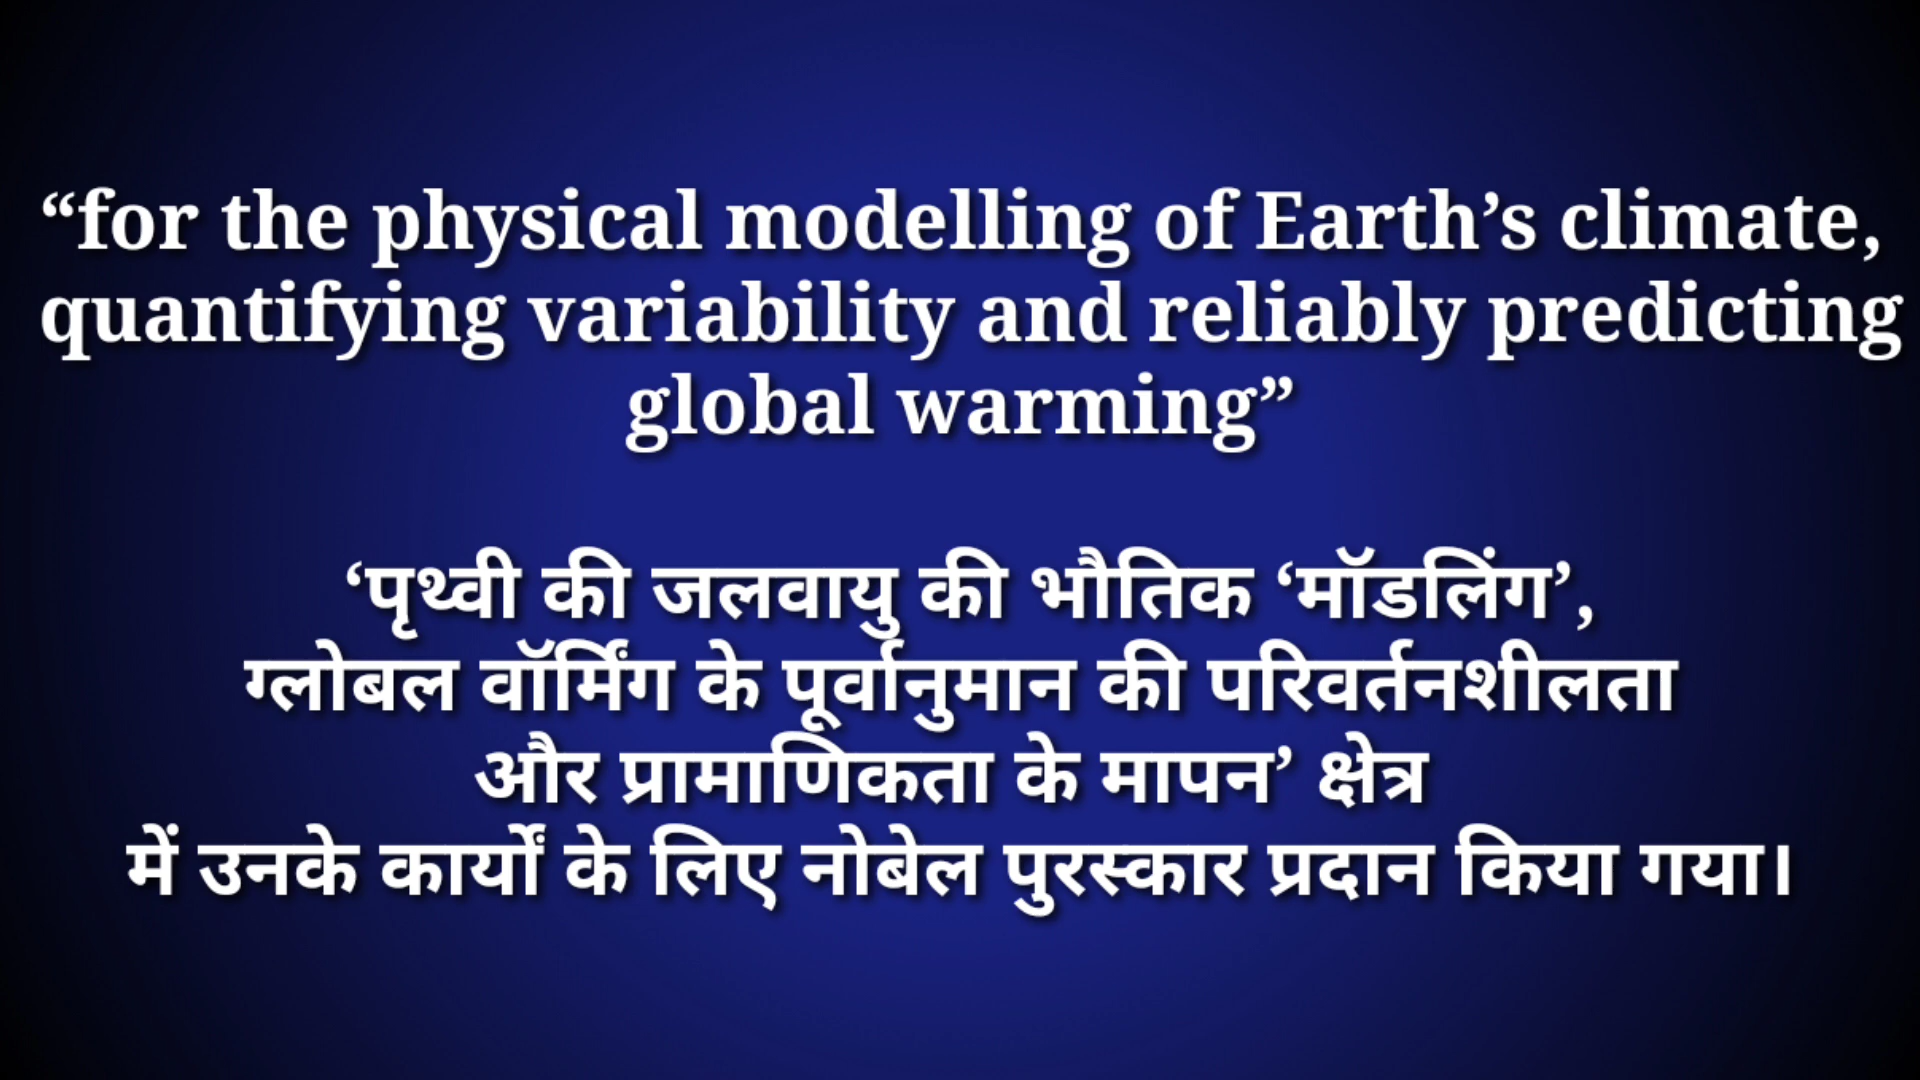 “for the physical modelling of Earth’s climate,
quantifying variability and reliably predicting
global warming”
‘पृथ्वी की जलवायु की भौतिक ‘मॉडलिंग’,
ग्लोबल वॉर्मिंग के पूर्वानुमान की परिवर्तनशीलता
और प्रामाणिकता के मापन’ क्षेत्र
में उनके कार्यों के लिए नोबेल पुरस्कार प्रदान किया गया।